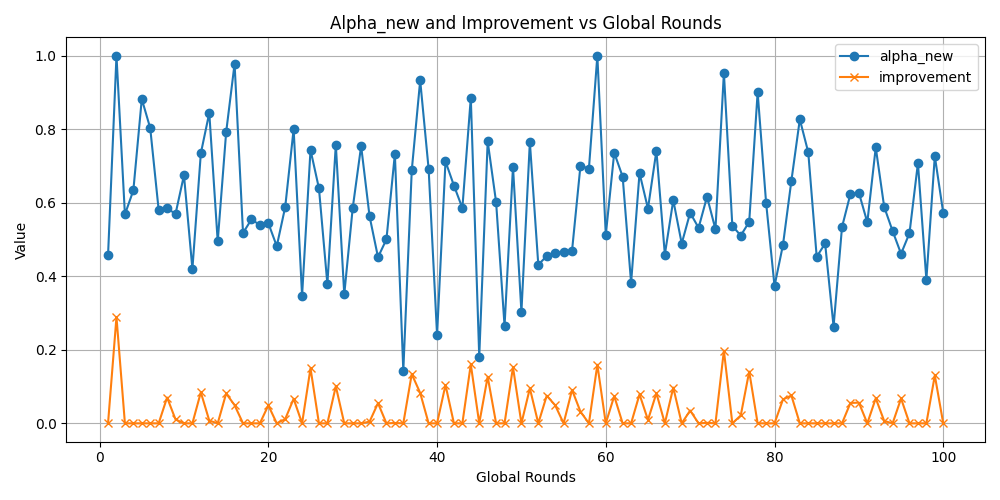 Alpha_new and Improvement vs Global Rounds
alpha_new
improvement
Value
1.0
0.8
0.6
0.4
0.2
0.0
0
20
40
60
80
100
Global Rounds